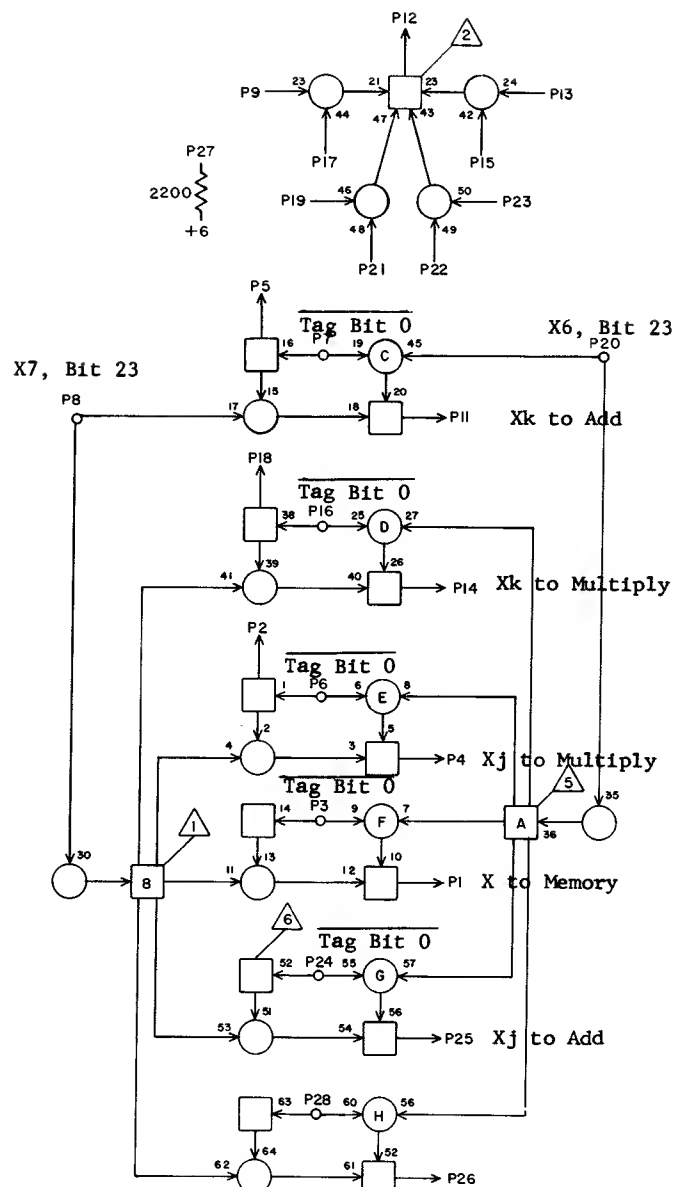 P12
2
P9 23 21 23 24 P13
44 47 43 42
P17 P15
P27
2200
+6
P19 46 50 P23
48 49
P21 P22
P5
Tag Bit 0
X7, Bit 23
X6, Bit 23
P7
P20
16 19 C 45
P8
15 20
17 18 P11 Xk to Add
P18
Tag Bit 0
P16
38 25 D 27
39 26
41 40 P14 Xk to Multiply
P2
Tag Bit 0
P6
1 6 E 8
2 5
4 3 P4 Xj to Multiply
Tag Bit 0
P3
5
14 9 F 7 A 36 35
1
13 10
30 8 11 12 P1 X to Memory
6
Tag Bit 0
P24
52 55 G 57
51 56
53 54 P25 Xj to Add
P28
63 60 H 56
64 52
62 61 P26